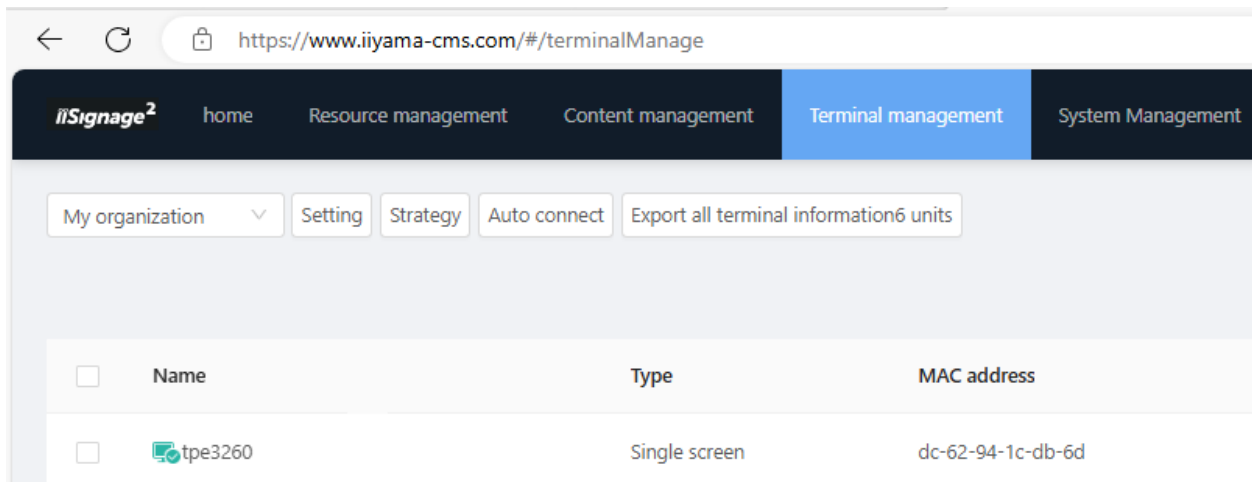 https://www.iiyama-cms.com/#/terminalManage
iiSignage² home Resource management Content management Terminal management System Management
My organization Setting Strategy Auto connect Export all terminal information6 units
Name Type MAC address
tpe3260 Single screen dc-62-94-1c-db-6d